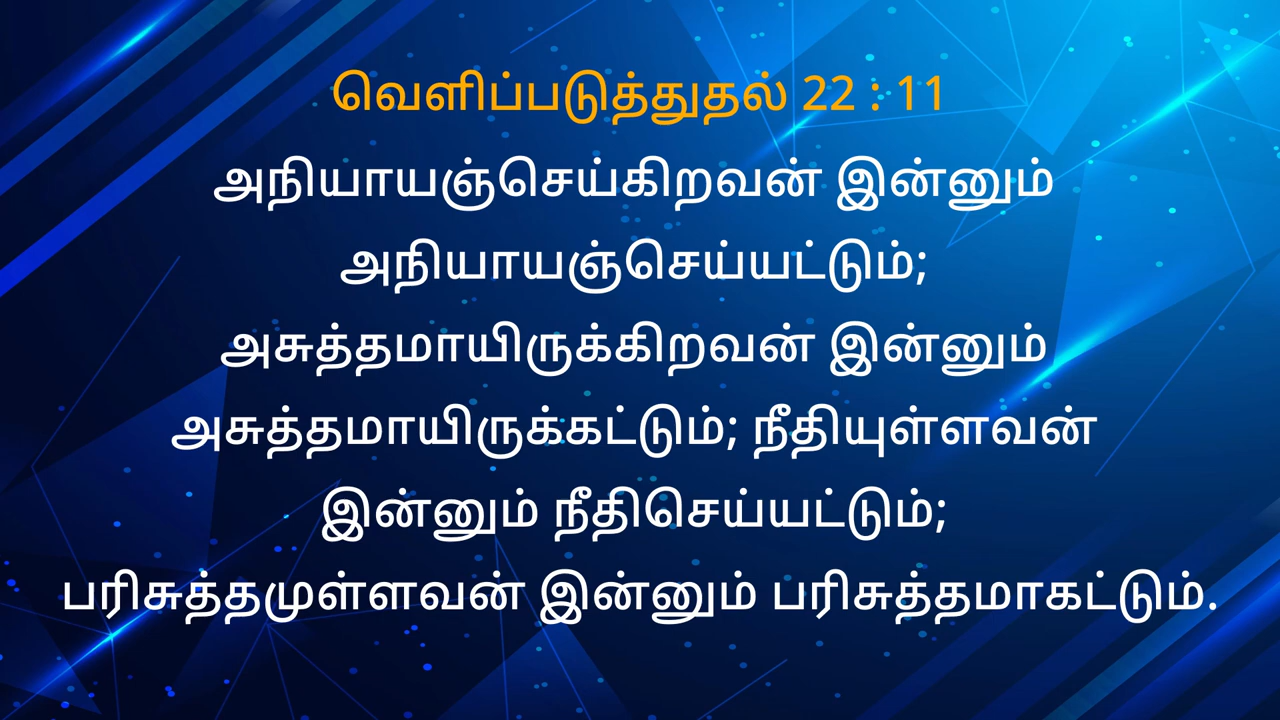 வெளிப்படுத்துதல் 22 : 11
அநியாயஞ்செய்கிறவன் இன்னும்
அநியாயஞ்செய்யட்டும்;
அசுத்தமாயிருக்கிறவன் இன்னும்
அசுத்தமாயிருக்கட்டும்; நீதியுள்ளவன்
இன்னும் நீதிசெய்யட்டும்;
பரிசுத்தமுள்ளவன் இன்னும் பரிசுத்தமாகட்டும்.